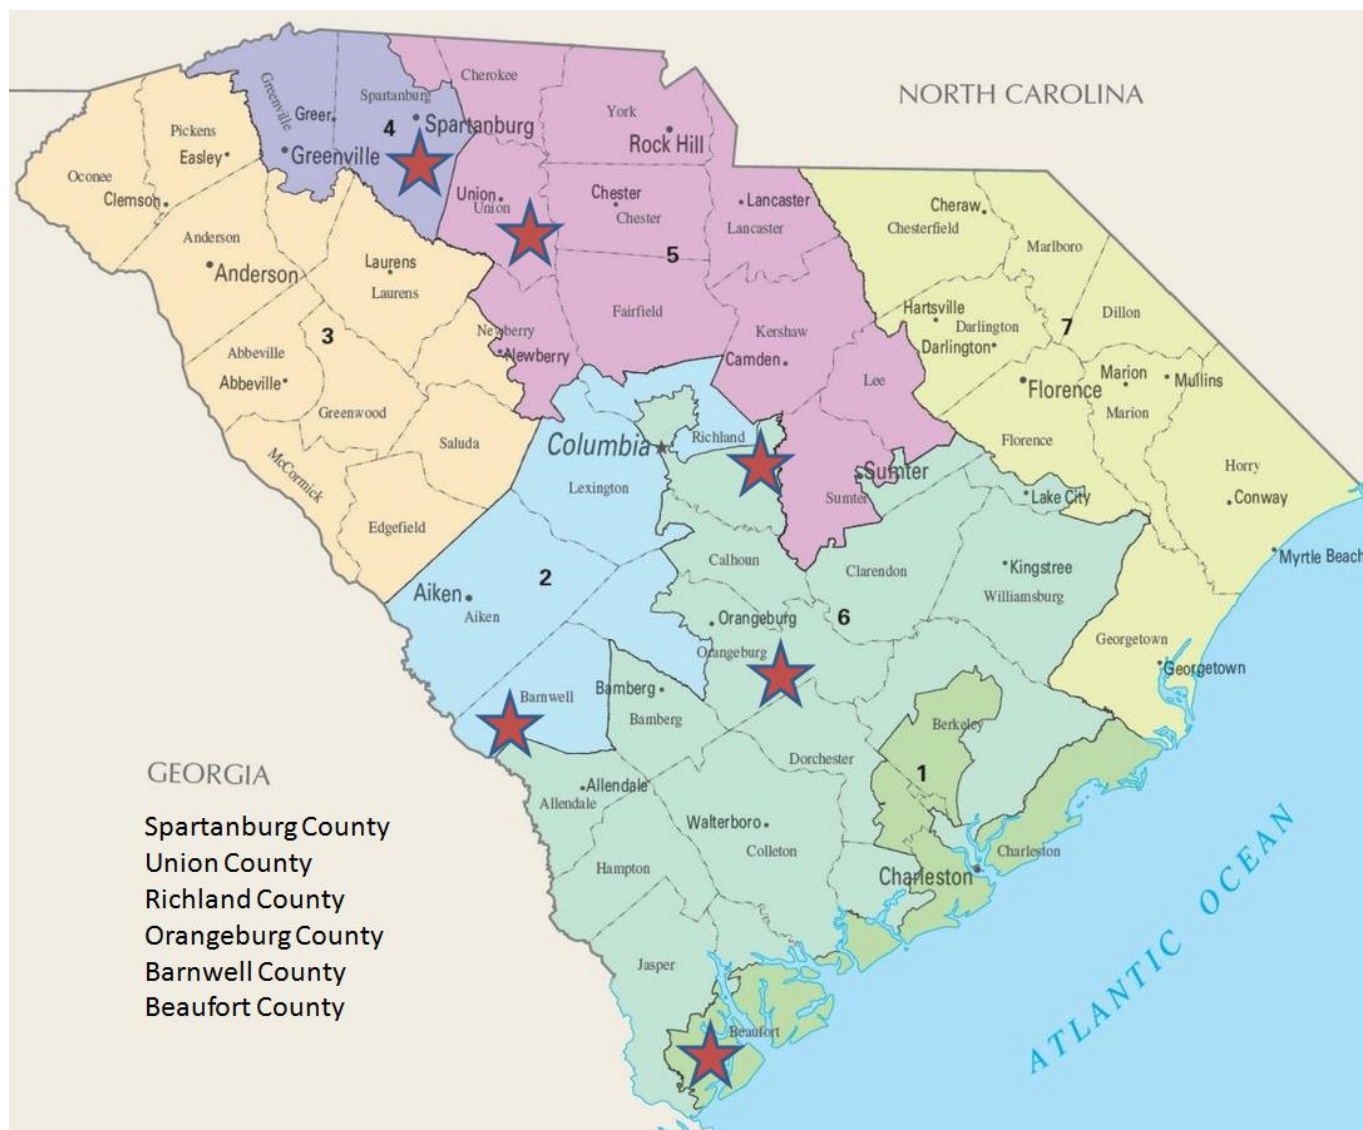 NORTH CAROLINA
Cherokee
Greenville
Spartanburg
Greer
4
Spartanburg
York
Rock Hill
Pickens
Easley
Greenville
Oconee
Clemson
Union
Union
Chester
Chester
Lancaster
Lancaster
Cheraw
Chesterfield
Marlboro
Anderson
Anderson
Laurens
Laurens
5
Fairfield
Kershaw
Camden
Hartsville
Darlington
Darlington
7
Dillon
3
Newberry
Newberry
Abbeville
Abbeville
Greenwood
Lee
Florence
Marion
Marion
Mullins
Saluda
Columbia
Richland
Florence
McCormick
Lexington
Sumter
Sumter
Lake City
Horry
Conway
Edgefield
Myrtle Beach
Aiken
Aiken
2
Calhoun
Clarendon
Kingstree
Williamsburg
Orangeburg
6
Orangeburg
Georgetown
Georgetown
Barnwell
Bamberg
Bamberg
Berkeley
Dorchester
1
GEORGIA
Allendale
Allendale
Walterboro
Colleton
Charleston
Charleston
Hampton
Jasper
Beaufort
ATLANTIC OCEAN
Spartanburg County
Union County
Richland County
Orangeburg County
Barnwell County
Beaufort County